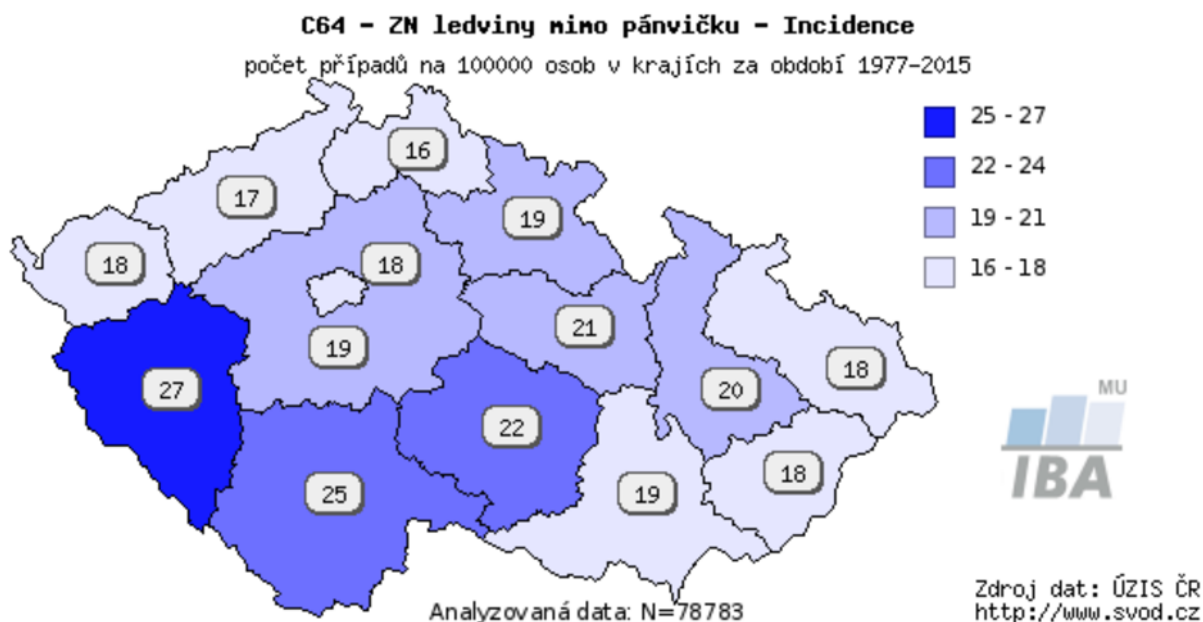 C64 - ZN ledviny mimo pánvičku - Incidence
počet případů na 100000 osob v krajích za období 1977-2015
25 - 27
22 - 24
19 - 21
16 - 18
16
17
19
18
18
21
19
18
27
20
22
18
25
19
MU
IBA
Analyzovaná data: N=78783
Zdroj dat: ÚZIS ČR
http://www.svod.cz